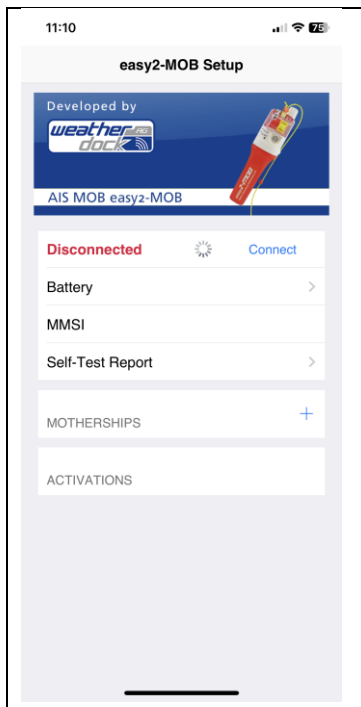 11:10
75
easy2-MOB Setup
Developed by
weather AG
dock
AIS MOB easy2-MOB
Disconnected Connect
Battery
MMSI
Self-Test Report
MOTHERSHIPS
ACTIVATIONS